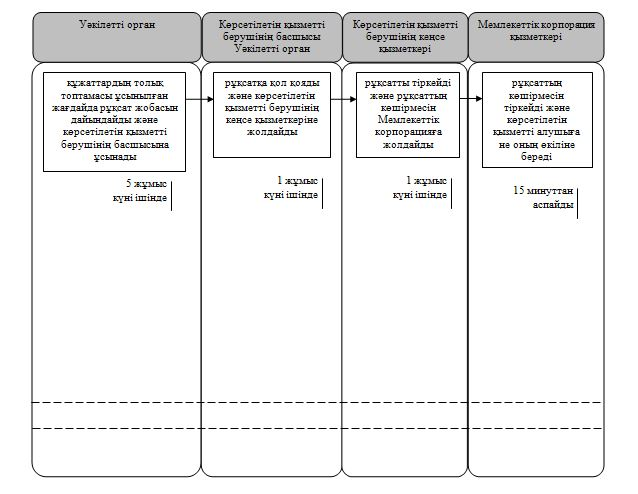 Уәкілетті орган
Көрсетілетін қызметті
берушінің басшысы
Уәкілетті орган
Көрсетілетін қызметті
берушінің кеңсе
қызметкері
Мемлекеттік корпорация
қызметкері
құжаттардың толық
топтамасы ұсынылған
жағдайда рұқсат жобасын
дайындайды және
көрсетілетін қызметті
берушінің басшысына
ұсынады
рұқсатқа қол қояды
және көрсетілетін
қызметті берушінің
кеңсе қызметкеріне
жолдайды
рұқсатты тіркейді
және рұқсаттың
көшірмесін
Мемлекеттік
корпорацияға
жолдайды
рұқсаттың
көшірмесін
тіркейді және
көрсетілетін
қызметті алушыға
не оның өкіліне
береді
5 жұмыс
күні ішінде
1 жұмыс
күні ішінде
1 жұмыс
күні ішінде
15 минуттан
аспайды